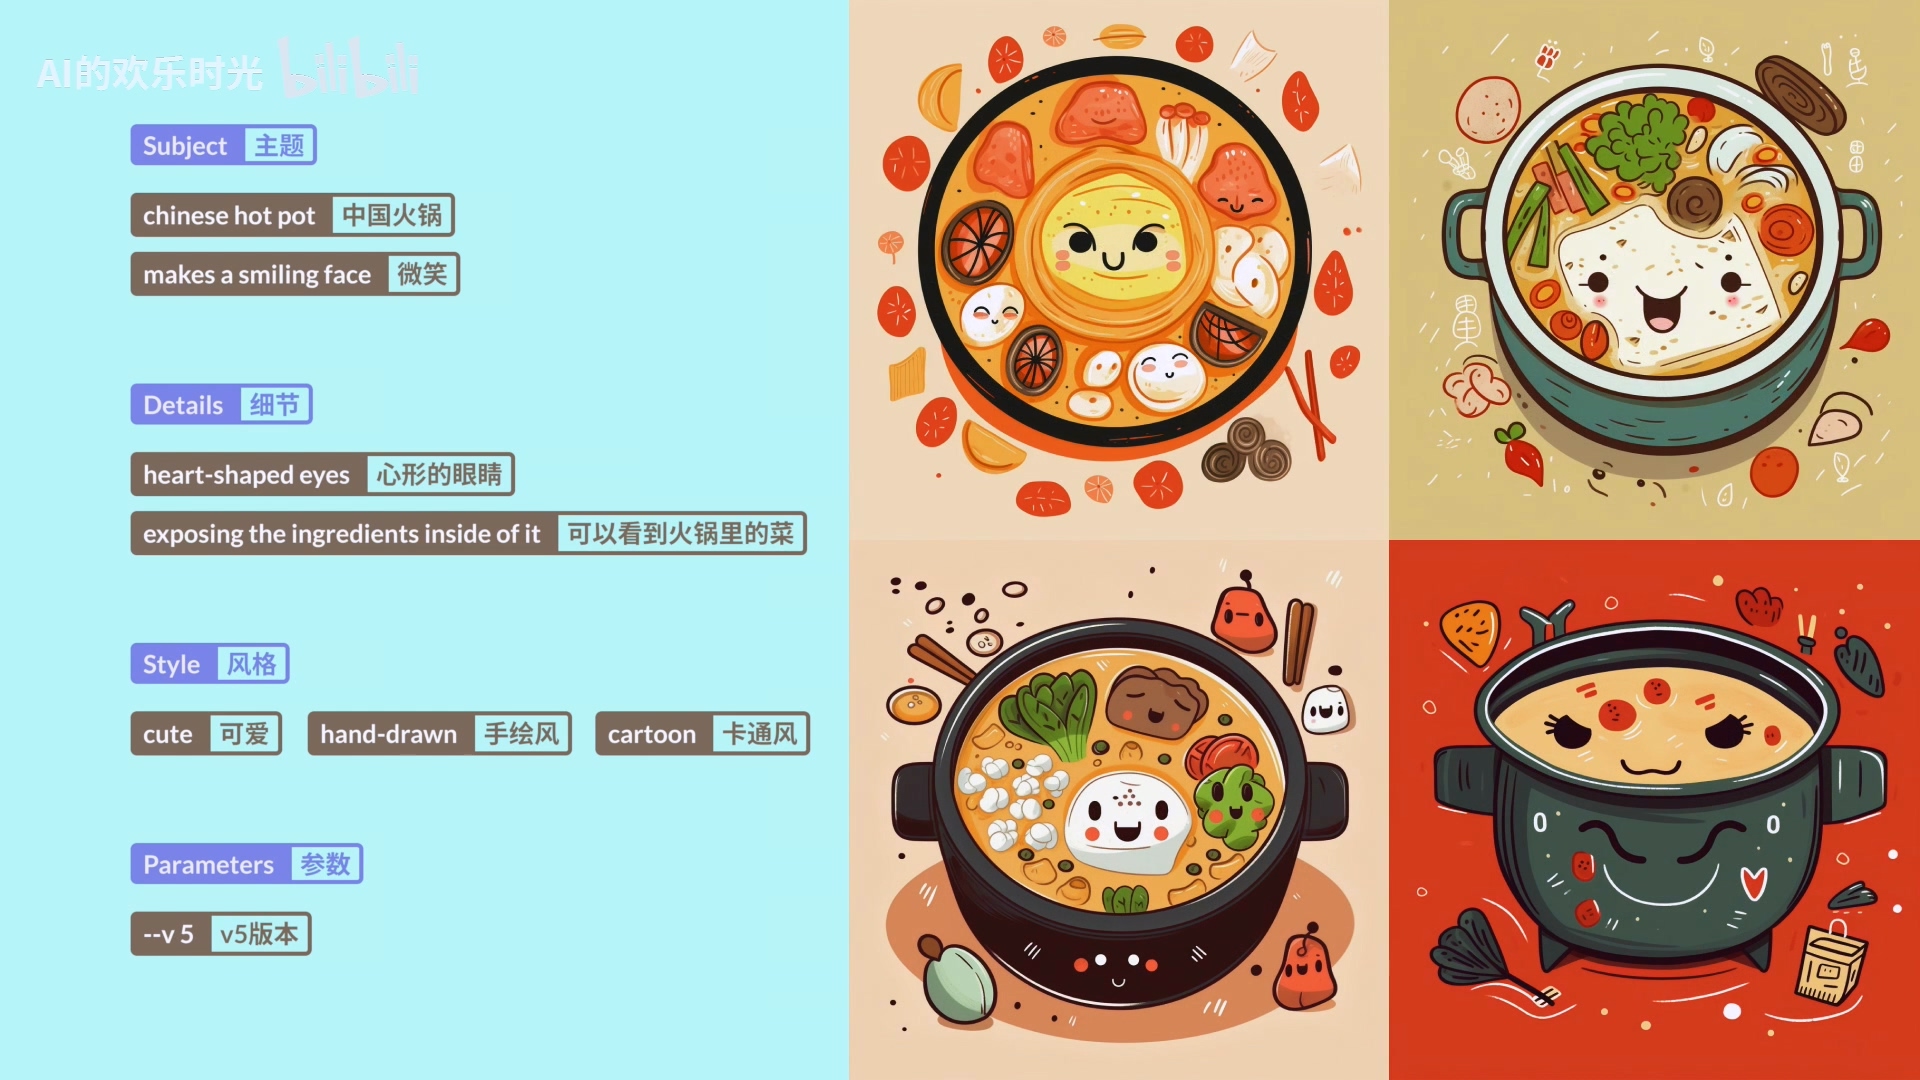 AI的欢乐时光 bilibili
Subject 主题
chinese hot pot 中国火锅
makes a smiling face 微笑
Details 细节
heart-shaped eyes 心形的眼睛
exposing the ingredients inside of it 可以看到火锅里的菜
Style 风格
cute 可爱 hand-drawn 手绘风 cartoon 卡通风
Parameters 参数
--v 5 v5版本